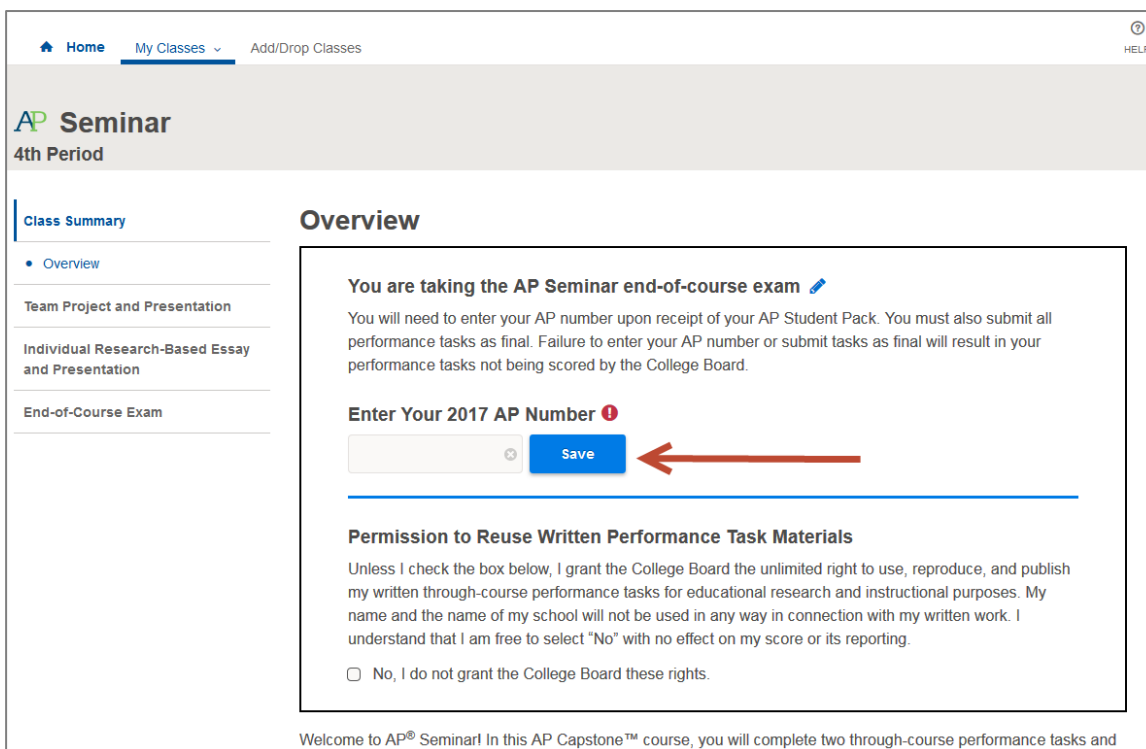 Home My Classes Add/Drop Classes
HELP
AP Seminar
4th Period
Class Summary
Overview
Team Project and Presentation
Individual Research-Based Essay
and Presentation
End-of-Course Exam
Overview
You are taking the AP Seminar end-of-course exam
You will need to enter your AP number upon receipt of your AP Student Pack. You must also submit all
performance tasks as final. Failure to enter your AP number or submit tasks as final will result in your
performance tasks not being scored by the College Board.
Enter Your 2017 AP Number
Save
Permission to Reuse Written Performance Task Materials
Unless I check the box below, I grant the College Board the unlimited right to use, reproduce, and publish
my written through-course performance tasks for educational research and instructional purposes. My
name and the name of my school will not be used in any way in connection with my written work. I
understand that I am free to select “No” with no effect on my score or its reporting.
No, I do not grant the College Board these rights.
Welcome to AP® Seminar! In this AP Capstone™ course, you will complete two through-course performance tasks and